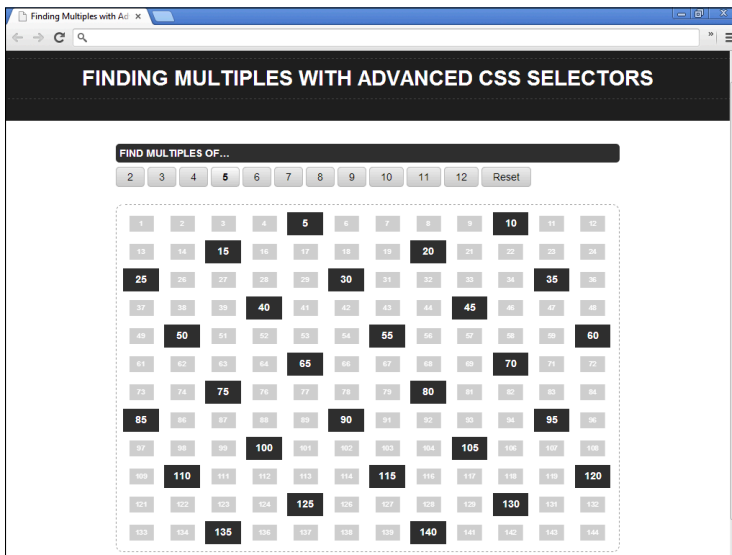 Finding Multiples with Ad
FINDING MULTIPLES WITH ADVANCED CSS SELECTORS
FIND MULTIPLES OF...
2 3 4 5 6 7 8 9 10 11 12 Reset
1 2 3 4 5 6 7 8 9 10 11 12
13 14 15 16 17 18 19 20 21 22 23 24
25 26 27 28 29 30 31 32 33 34 35 36
37 38 39 40 41 42 43 44 45 46 47 48
49 50 51 52 53 54 55 56 57 58 59 60
61 62 63 64 65 66 67 68 69 70 71 72
73 74 75 76 77 78 79 80 81 82 83 84
85 86 87 88 89 90 91 92 93 94 95 96
97 98 99 100 101 102 103 104 105 106 107 108
109 110 111 112 113 114 115 116 117 118 119 120
121 122 123 124 125 126 127 128 129 130 131 132
133 134 135 136 137 138 139 140 141 142 143 144